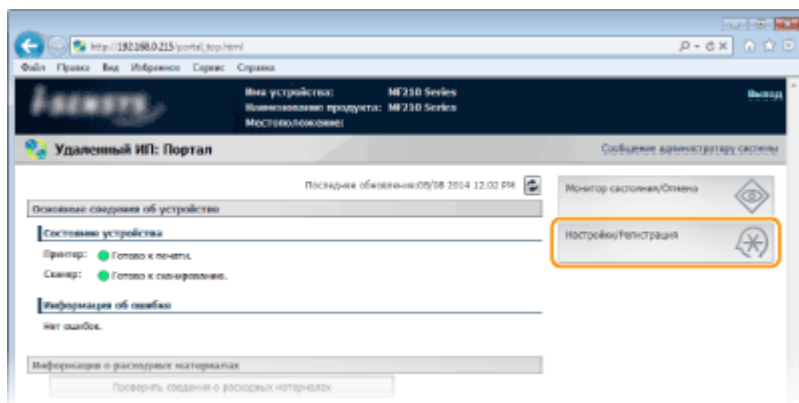 http://192.168.0.215/portal_top.html
Файл Правка Вид Избранное Сервис Справка
Имя устройства: MF210 Series
Наименование продукта: MF210 Series
Местоположение:
Выход
Удаленный ИП: Портал
Сообщение администратору системы
Последнее обновление:08/08 2014 12:02 PM
Монитор состояния/Отмена
Основные сведения об устройстве
Состояние устройства
Настройки/Регистрация
Принтер: Готово к печати.
Сканер: Готово к сканированию.
Информация об ошибке
Нет ошибок.
Информация о расходных материалах
Проверить сведения о расходных материалах